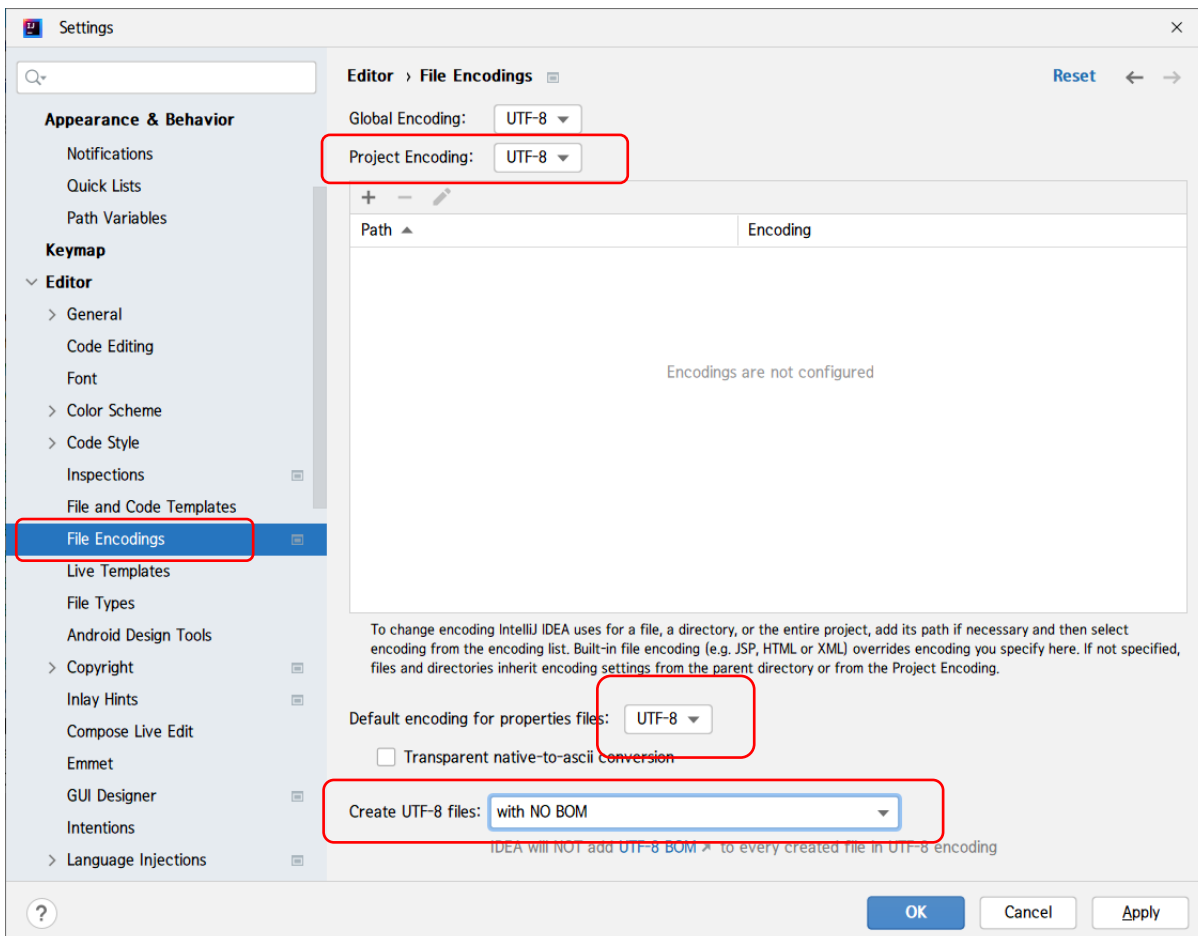 Settings
Appearance & Behavior
Notifications
Quick Lists
Path Variables
Keymap
Editor
General
Code Editing
Font
Color Scheme
Code Style
Inspections
File and Code Templates
File Encodings
Live Templates
File Types
Android Design Tools
Copyright
Inlay Hints
Compose Live Edit
Emmet
GUI Designer
Intentions
Language Injections
Editor › File Encodings
Reset
Global Encoding: UTF-8
Project Encoding: UTF-8
Path Encoding
Encodings are not configured
To change encoding IntelliJ IDEA uses for a file, a directory, or the entire project, add its path if necessary and then select
encoding from the encoding list. Built-in file encoding (e.g. JSP, HTML or XML) overrides encoding you specify here. If not specified,
files and directories inherit encoding settings from the parent directory or from the Project Encoding.
Default encoding for properties files: UTF-8
Transparent native-to-ascii conversion
Create UTF-8 files: with NO BOM
IDEA will NOT add UTF-8 BOM ↗ to every created file in UTF-8 encoding
?
OK Cancel Apply